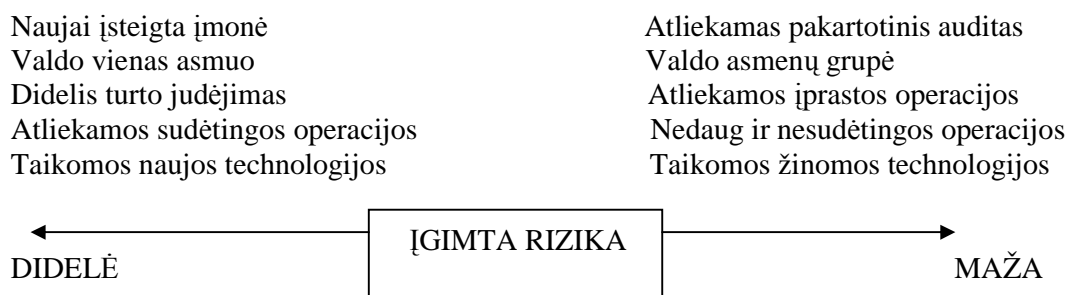 Naujai įsteigta įmonė
Valdo vienas asmuo
Didelis turto judėjimas
Atliekamos sudėtingos operacijos
Taikomos naujos technologijos
Atliekamas pakartotinis auditas
Valdo asmenų grupė
Atliekamos įprastos operacijos
Nedaug ir nesudėtingos operacijos
Taikomos žinomos technologijos
ĮGIMTA RIZIKA
DIDELĖ
MAŽA